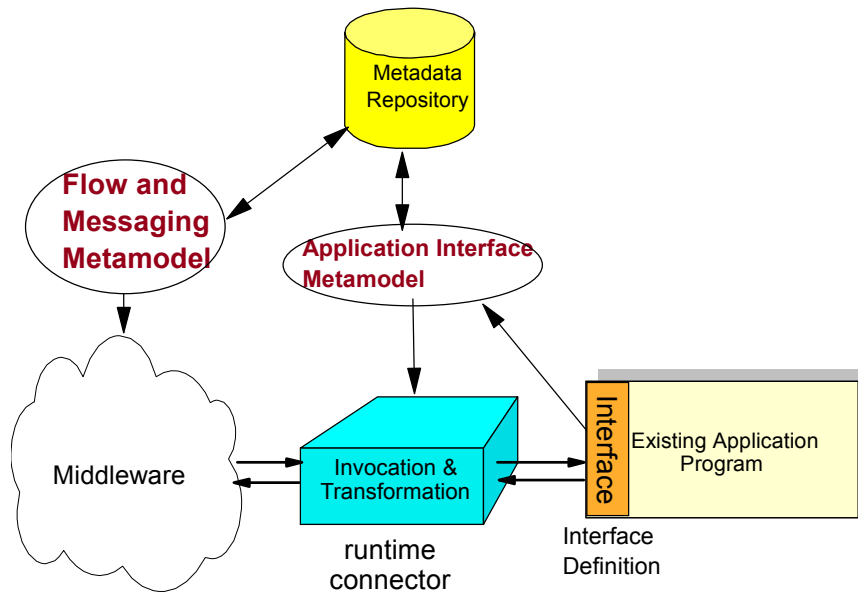 Metadada
Repository
Flow and
Messaging
Metamodel
Application Interface
Metamodel
Middleware
Invocation &
Transformation
runtime
connector
Interface
Existing Application
Program
Interface
Definition